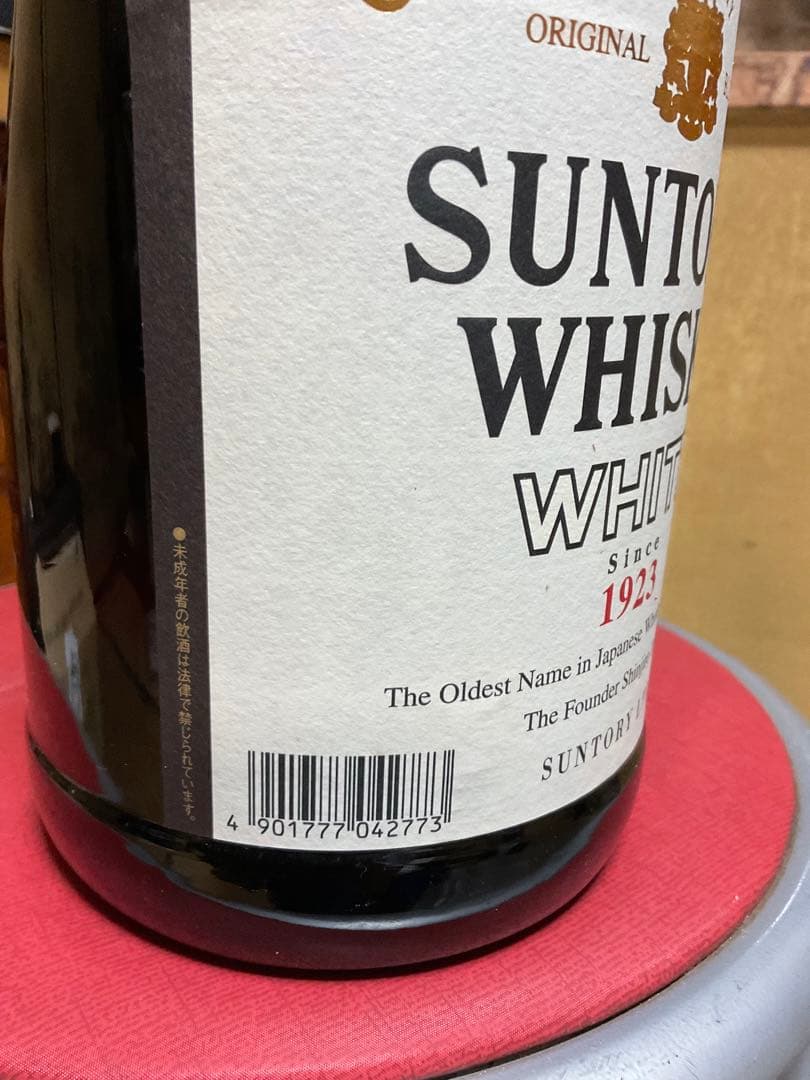 ORIGINAL
SUNTO
WHIS
WHIT
Since
1923
The Oldest Name in Japanese
The Founder
SUNTORY
●未成年者の飲酒は法律で禁じられています。
4 901777 042773